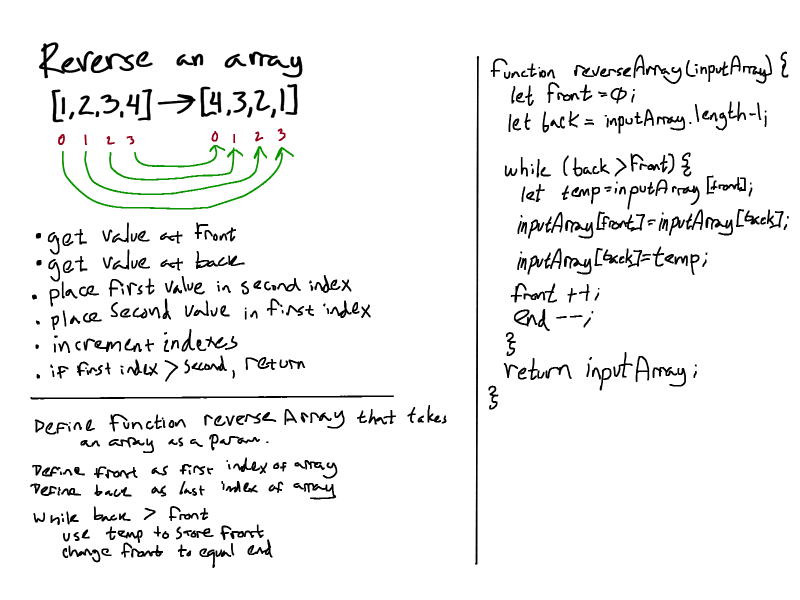 Reverse an array
[1,2,3,4] → [4,3,2,1]
0 1 2 3 0 1 2 3
• get value at front
• get value at back
• place first value in second index
• place second value in first index
• increment indexes
• if first index > second, return
Define function reverseArray that takes
an array as a param.
Define front as first index of array
Define back as last index of array
While back > front
use temp to store front
change front to equal end
function reverseArray(inputArray) {
let front = 0;
let back = inputArray.length-1;
while (back > front) {
let temp = inputArray[front];
inputArray[front] = inputArray[back];
inputArray[back] = temp;
front ++;
end --;
}
return inputArray;
}